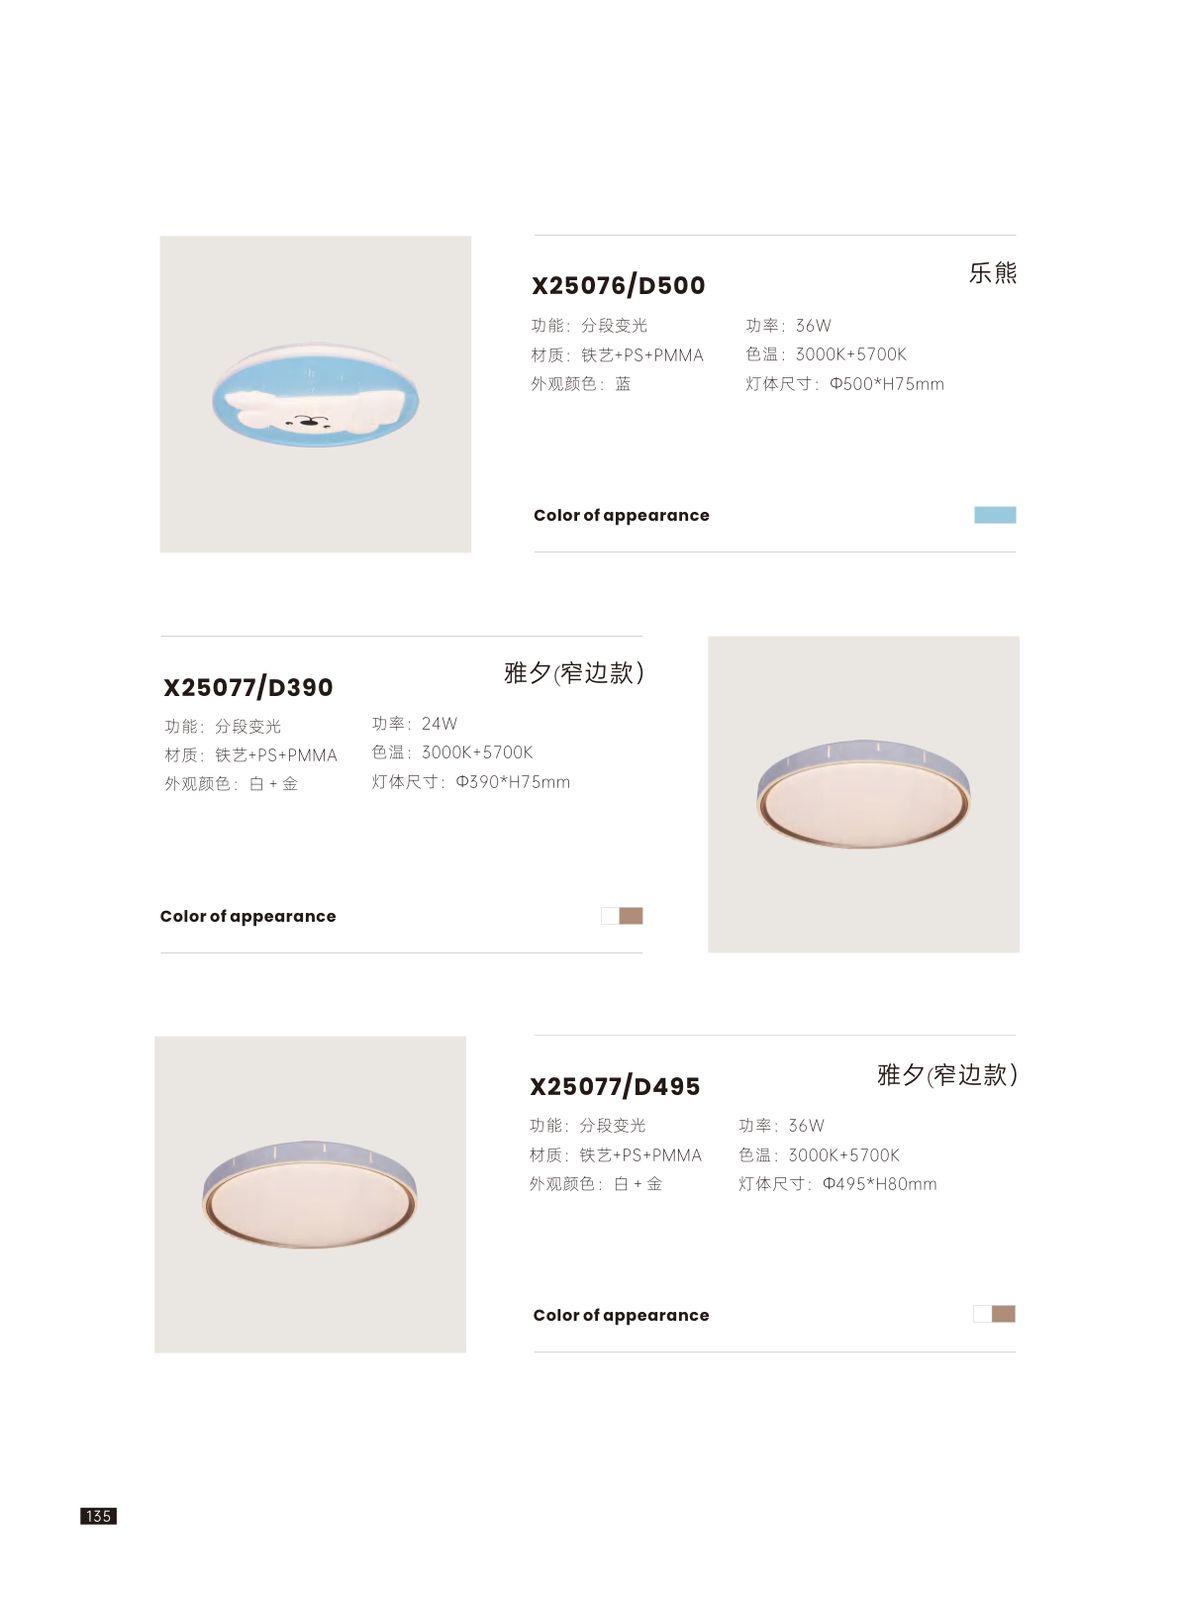 乐熊
X25076/D500
功能：分段变光
功率：36W
材质：铁艺+PS+PMMA
色温：3000K+5700K
外观颜色：蓝
灯体尺寸：Φ500*H75mm
Color of appearance
雅夕(窄边款)
X25077/D390
功能：分段变光
功率：24W
材质：铁艺+PS+PMMA
色温：3000K+5700K
外观颜色：白+金
灯体尺寸：Φ390*H75mm
Color of appearance
雅夕(窄边款)
X25077/D495
功能：分段变光
功率：36W
材质：铁艺+PS+PMMA
色温：3000K+5700K
外观颜色：白+金
灯体尺寸：Φ495*H80mm
Color of appearance
135